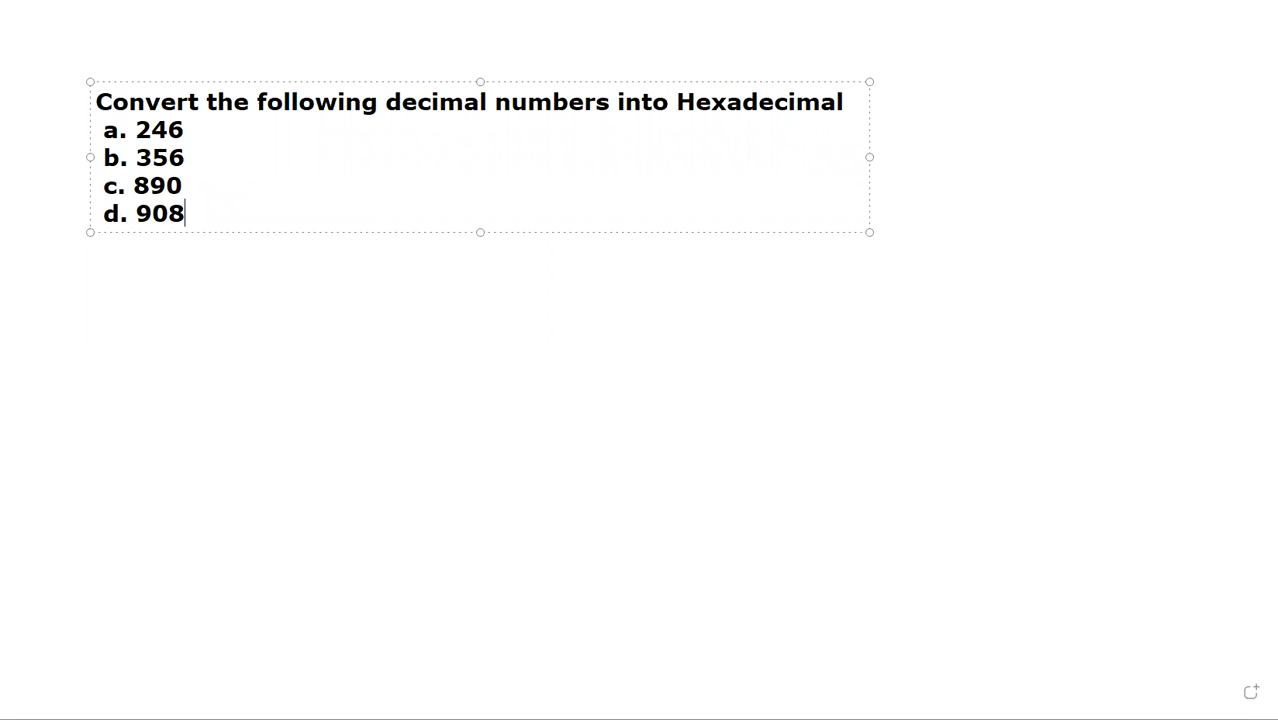 Convert the following decimal numbers into Hexadecimal
a. 246
b. 356
c. 890
d. 908